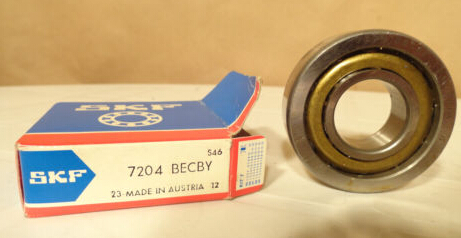 SKF
S46
7204 BECBY
SKF
23-MADE IN AUSTRIA 12